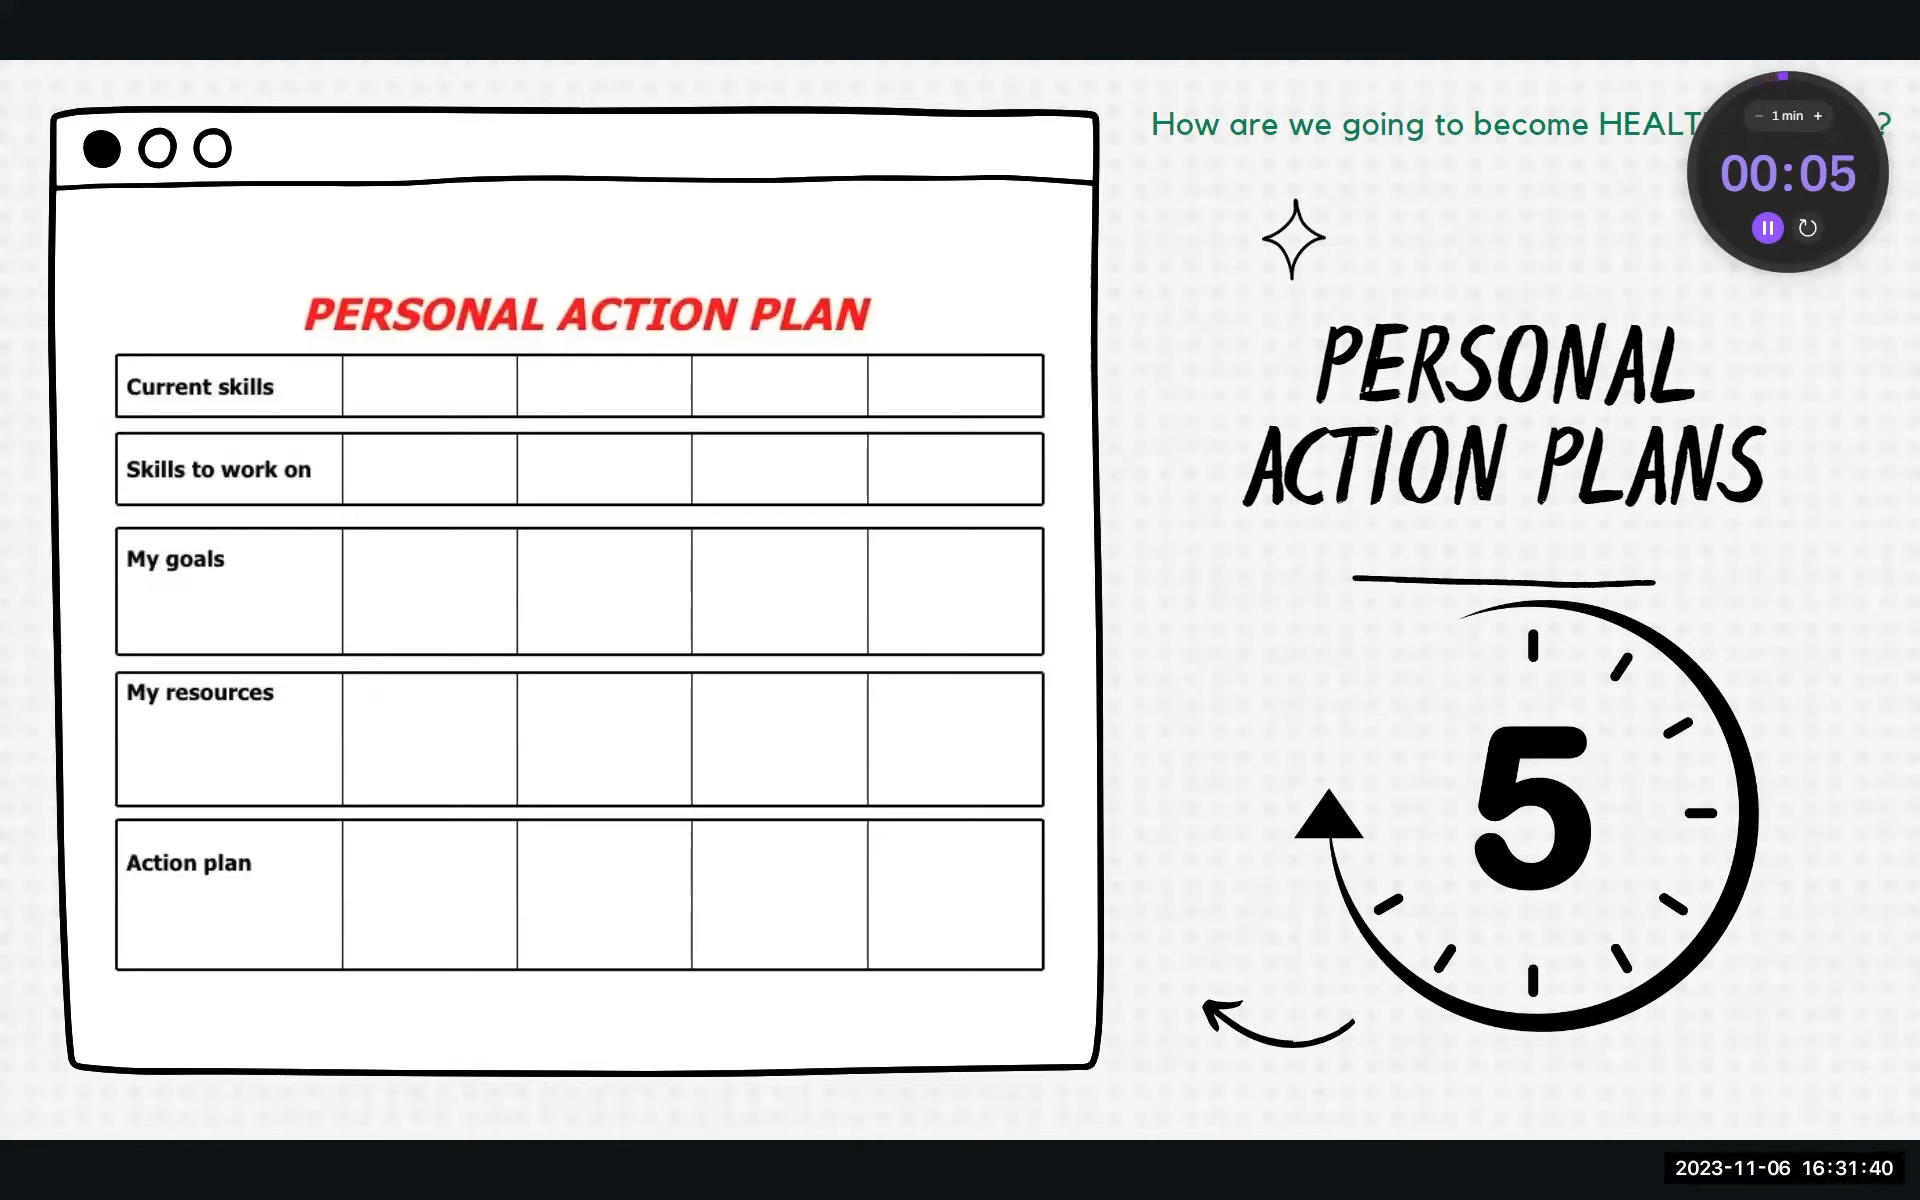 How are we going to become
1 min
00:05
PERSONAL ACTION PLAN
Current skills
Skills to work on
My goals
My resources
Action plan
PERSONAL
ACTION PLANS
5
2023-11-06 16:31:40